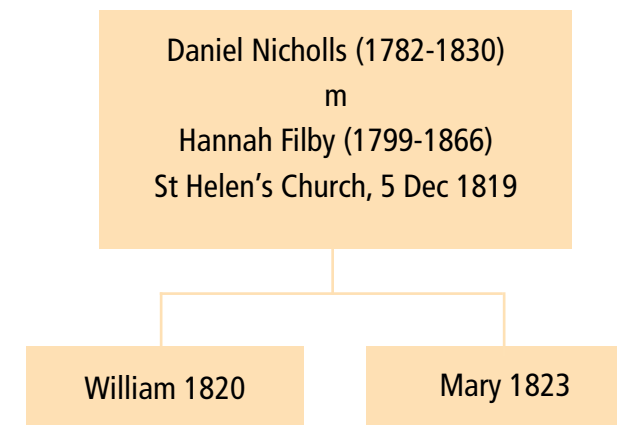 Daniel Nicholls (1782-1830)
m
Hannah Filby (1799-1866)
St Helen’s Church, 5 Dec 1819
William 1820
Mary 1823